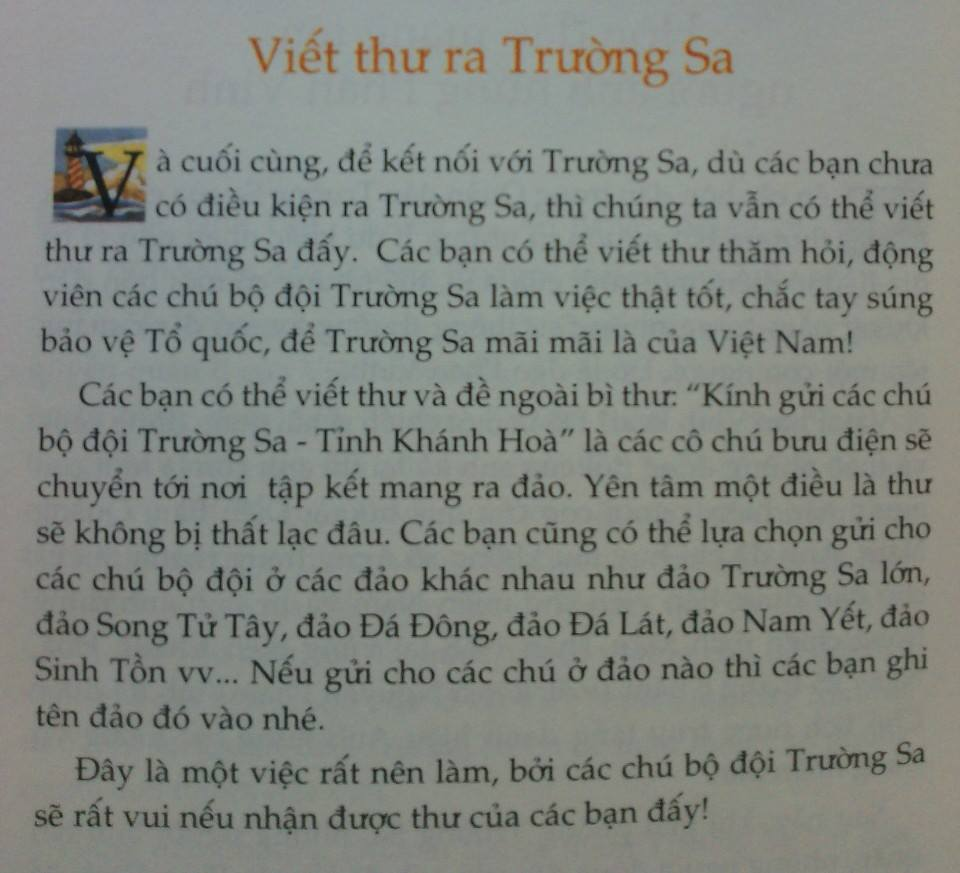 Viết thư ra Trường Sa
Và cuối cùng, để kết nối với Trường Sa, dù các bạn chưa
có điều kiện ra Trường Sa, thì chúng ta vẫn có thể viết
thư ra Trường Sa đấy. Các bạn có thể viết thư thăm hỏi, động
viên các chú bộ đội Trường Sa làm việc thật tốt, chắc tay súng
bảo vệ Tổ quốc, để Trường Sa mãi mãi là của Việt Nam!
Các bạn có thể viết thư và đề ngoài bì thư: “Kính gửi các chú
bộ đội Trường Sa - Tỉnh Khánh Hoà” là các cô chú bưu điện sẽ
chuyển tới nơi tập kết mang ra đảo. Yên tâm một điều là thư
sẽ không bị thất lạc đâu. Các bạn cũng có thể lựa chọn gửi cho
các chú bộ đội ở các đảo khác nhau như đảo Trường Sa lớn,
đảo Song Tử Tây, đảo Đá Đông, đảo Đá Lát, đảo Nam Yết, đảo
Sinh Tồn vv... Nếu gửi cho các chú ở đảo nào thì các bạn ghi
tên đảo đó vào nhé.
Đây là một việc rất nên làm, bởi các chú bộ đội Trường Sa
sẽ rất vui nếu nhận được thư của các bạn đấy!